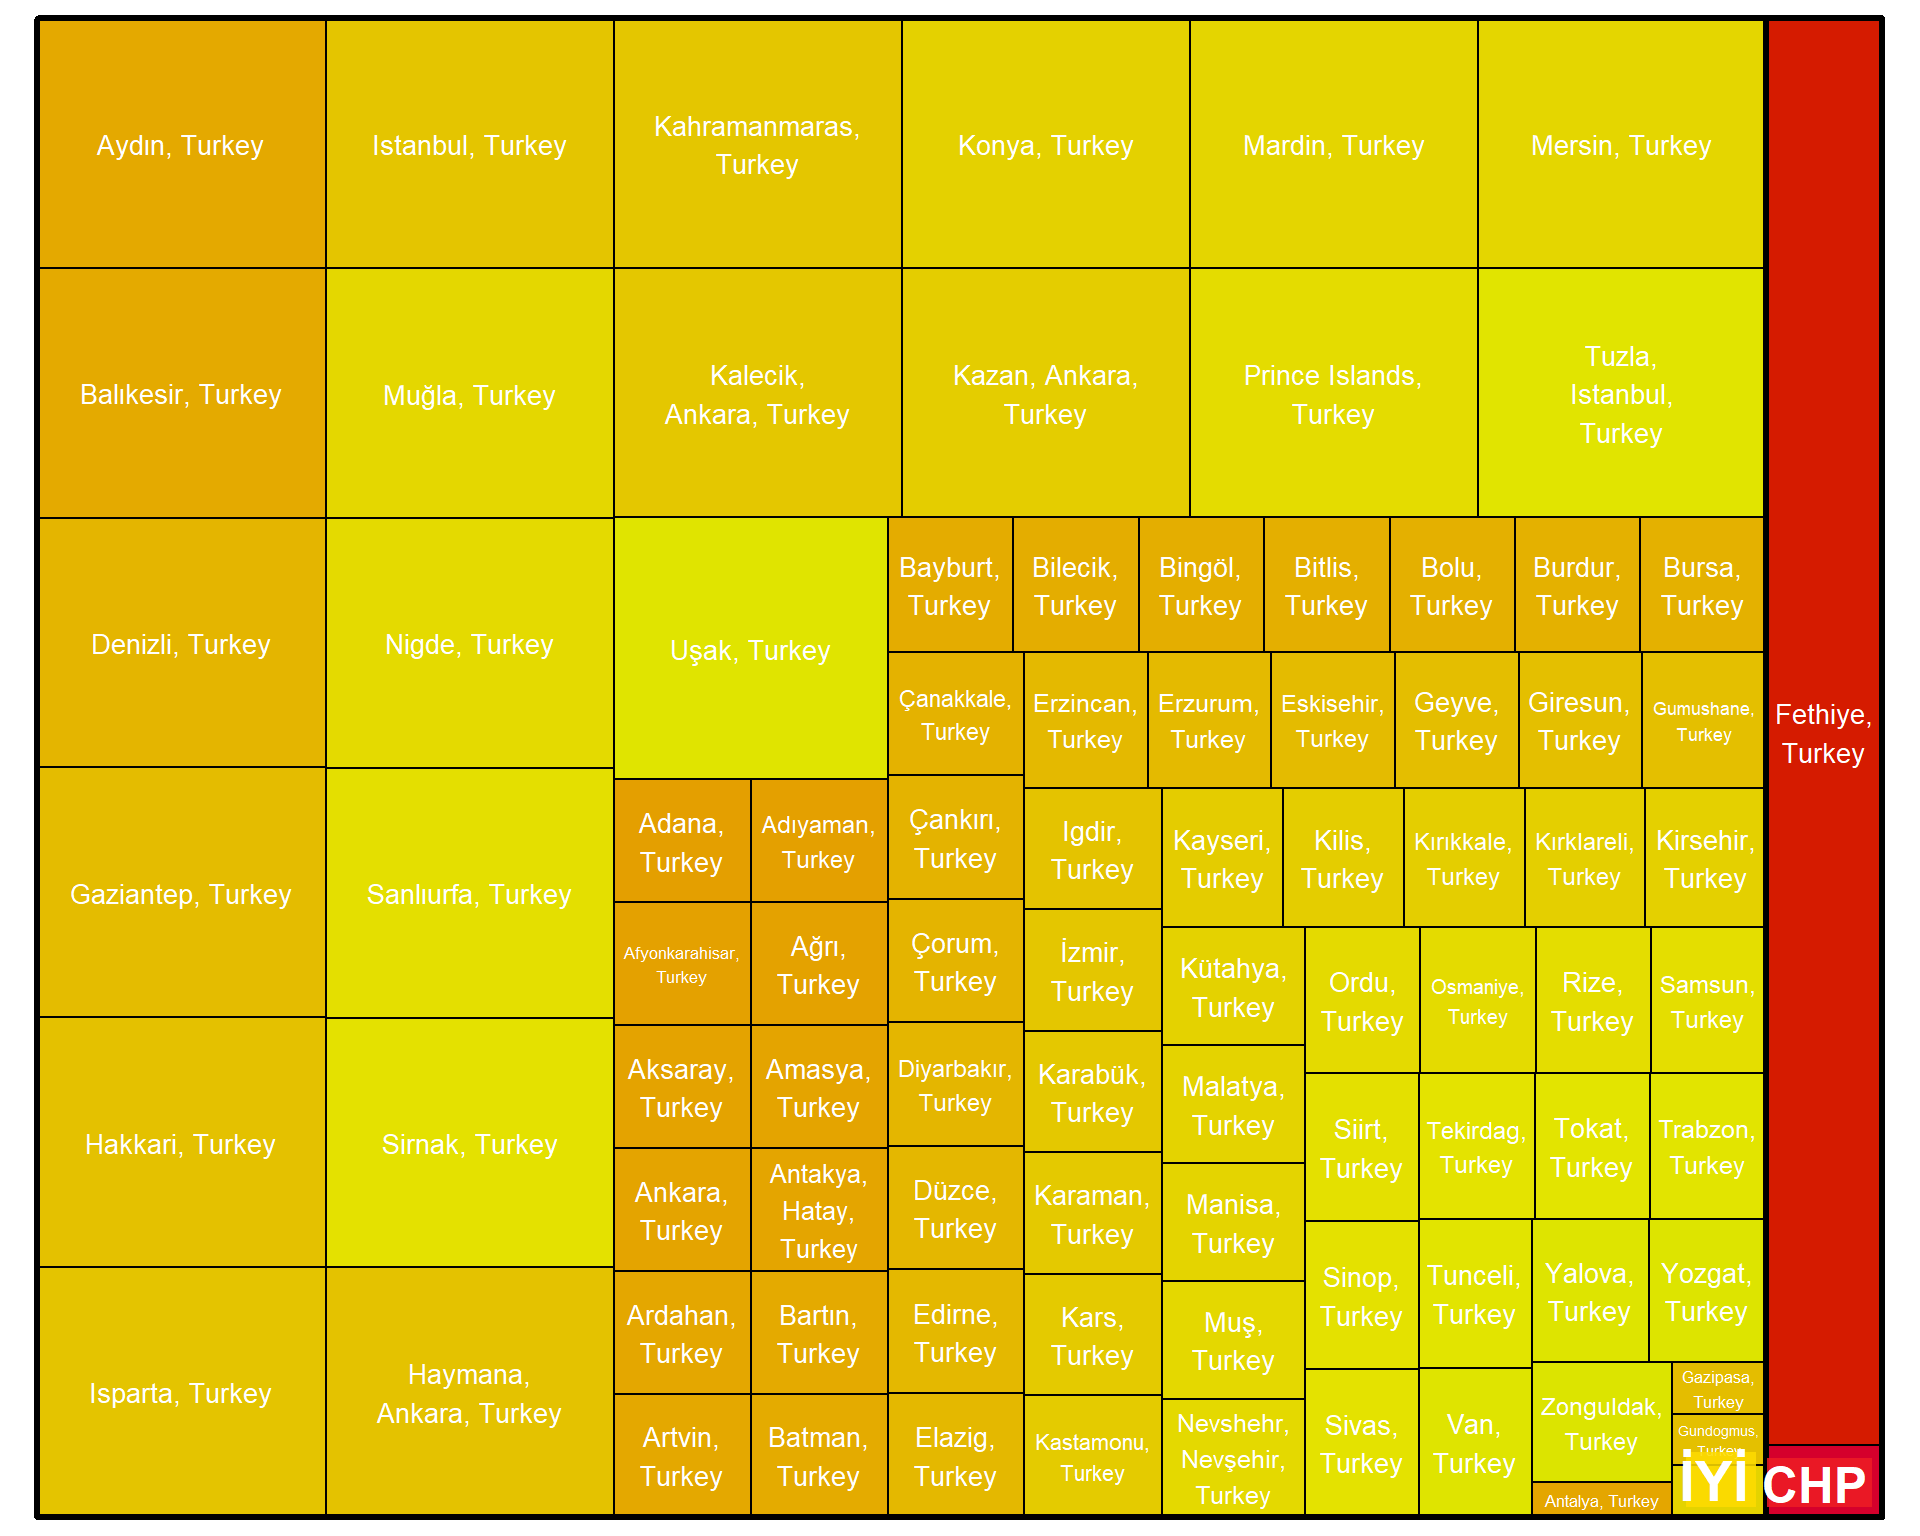 Aydın, Turkey
Istanbul, Turkey
Kahramanmaras,
Turkey
Konya, Turkey
Mardin, Turkey
Mersin, Turkey
Balıkesir, Turkey
Muğla, Turkey
Kalecik,
Ankara, Turkey
Kazan, Ankara,
Turkey
Prince Islands,
Turkey
Tuzla,
Istanbul,
Turkey
Denizli, Turkey
Nigde, Turkey
Uşak, Turkey
Bayburt,
Turkey
Bilecik,
Turkey
Bingöl,
Turkey
Bitlis,
Turkey
Bolu,
Turkey
Burdur,
Turkey
Bursa,
Turkey
Çanakkale,
Turkey
Erzincan,
Turkey
Erzurum,
Turkey
Eskisehir,
Turkey
Geyve,
Turkey
Giresun,
Turkey
Gumushane,
Turkey
Fethiye,
Turkey
Gaziantep, Turkey
Sanlıurfa, Turkey
Adana,
Turkey
Adıyaman,
Turkey
Çankırı,
Turkey
Igdir,
Turkey
Kayseri,
Turkey
Kilis,
Turkey
Kırıkkale,
Turkey
Kırklareli,
Turkey
Kirsehir,
Turkey
Afyonkarahisar,
Turkey
Ağrı,
Turkey
Çorum,
Turkey
İzmir,
Turkey
Kütahya,
Turkey
Ordu,
Turkey
Osmaniye,
Turkey
Rize,
Turkey
Samsun,
Turkey
Hakkari, Turkey
Sirnak, Turkey
Aksaray,
Turkey
Amasya,
Turkey
Diyarbakır,
Turkey
Karabük,
Turkey
Malatya,
Turkey
Siirt,
Turkey
Tekirdag,
Turkey
Tokat,
Turkey
Trabzon,
Turkey
Ankara,
Turkey
Antakya,
Hatay,
Turkey
Düzce,
Turkey
Karaman,
Turkey
Manisa,
Turkey
Sinop,
Turkey
Tunceli,
Turkey
Yalova,
Turkey
Yozgat,
Turkey
Isparta, Turkey
Haymana,
Ankara, Turkey
Ardahan,
Turkey
Bartın,
Turkey
Edirne,
Turkey
Kars,
Turkey
Muş,
Turkey
Gazipasa,
Turkey
Artvin,
Turkey
Batman,
Turkey
Elazig,
Turkey
Kastamonu,
Turkey
Nevshehr,
Nevşehir,
Turkey
Sivas,
Turkey
Van,
Turkey
Zonguldak,
Turkey
Gundogmus,
Turkey
Antalya, Turkey
İYİ
CHP